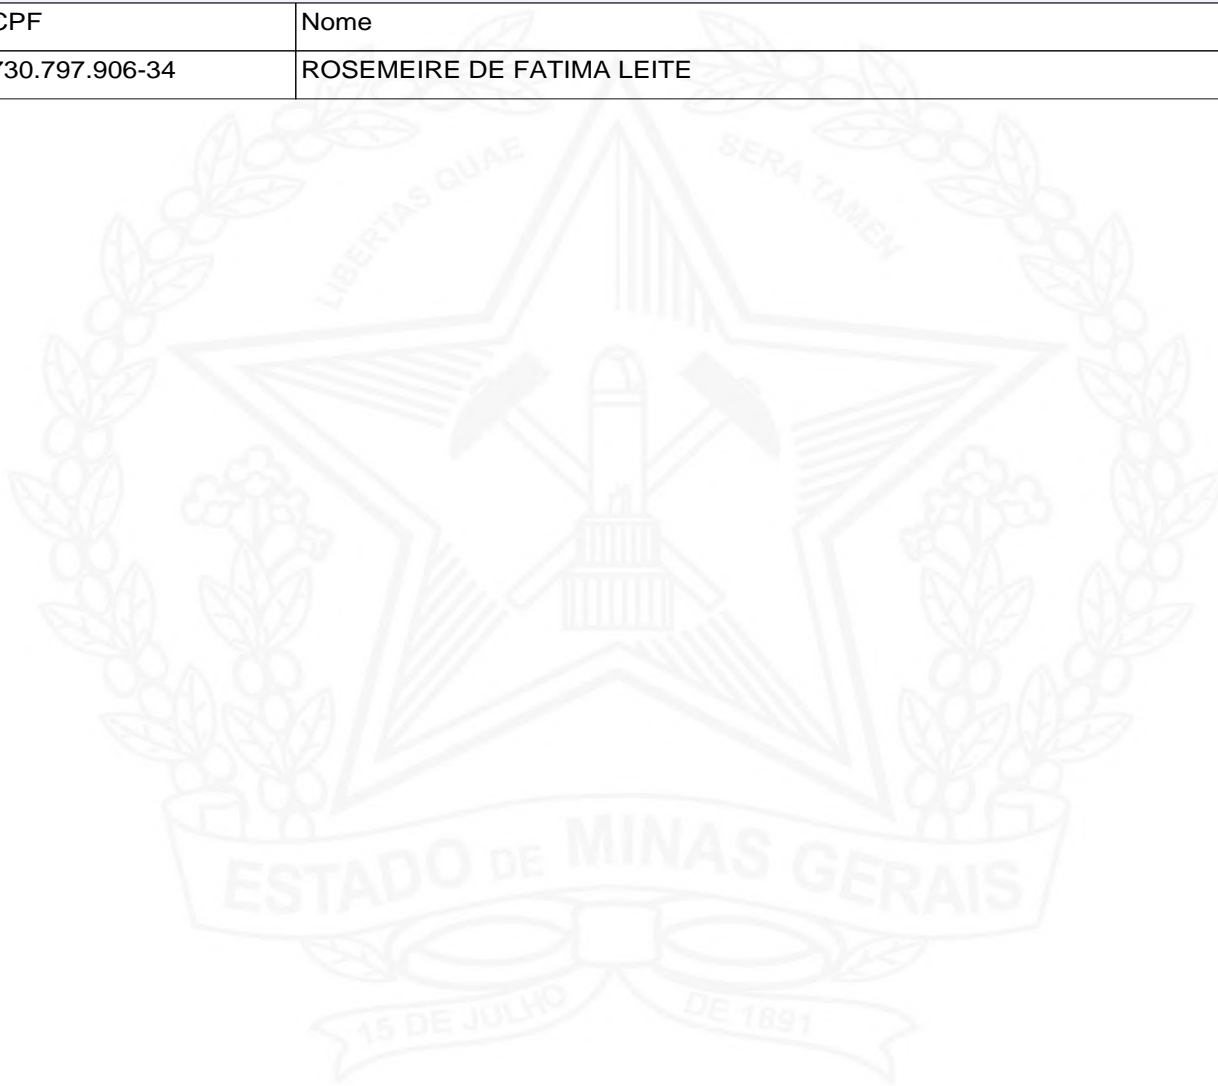 CPF Nome
730.797.906-34 ROSEMEIRE DE FATIMA LEITE
LIBERTAS QUAE SERA TAMEN
ESTADO DE MINAS GERAIS
15 DE JULHO DE 1891